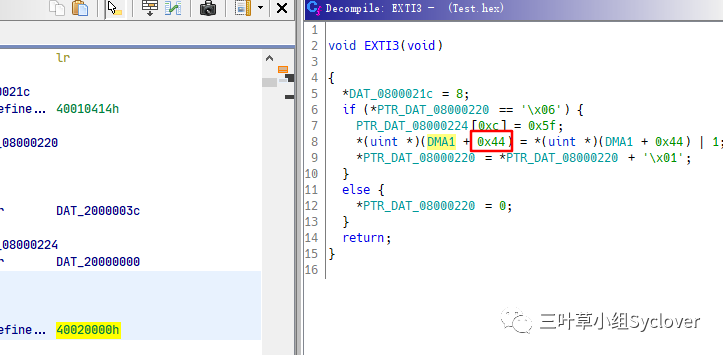 Decompile: EXTI3 - (Test.hex)
lr
0021c
efine... 40010414h
_08000220
r DAT_2000003c
_08000224
r DAT_20000000
efine... 40020000h
1
2 void EXTI3(void)
3
4 {
5 *DAT_0800021c = 8;
6 if (*PTR_DAT_08000220 == '\x06') {
7 PTR_DAT_08000224[0xc] = 0x5f;
8 *(uint *)(DMA1 + 0x44) = *(uint *)(DMA1 + 0x44) | 1;
9 *PTR_DAT_08000220 = *PTR_DAT_08000220 + '\x01';
10 }
11 else {
12 *PTR_DAT_08000220 = 0;
13 }
14 return;
15 }
16
三叶草小组Syclover